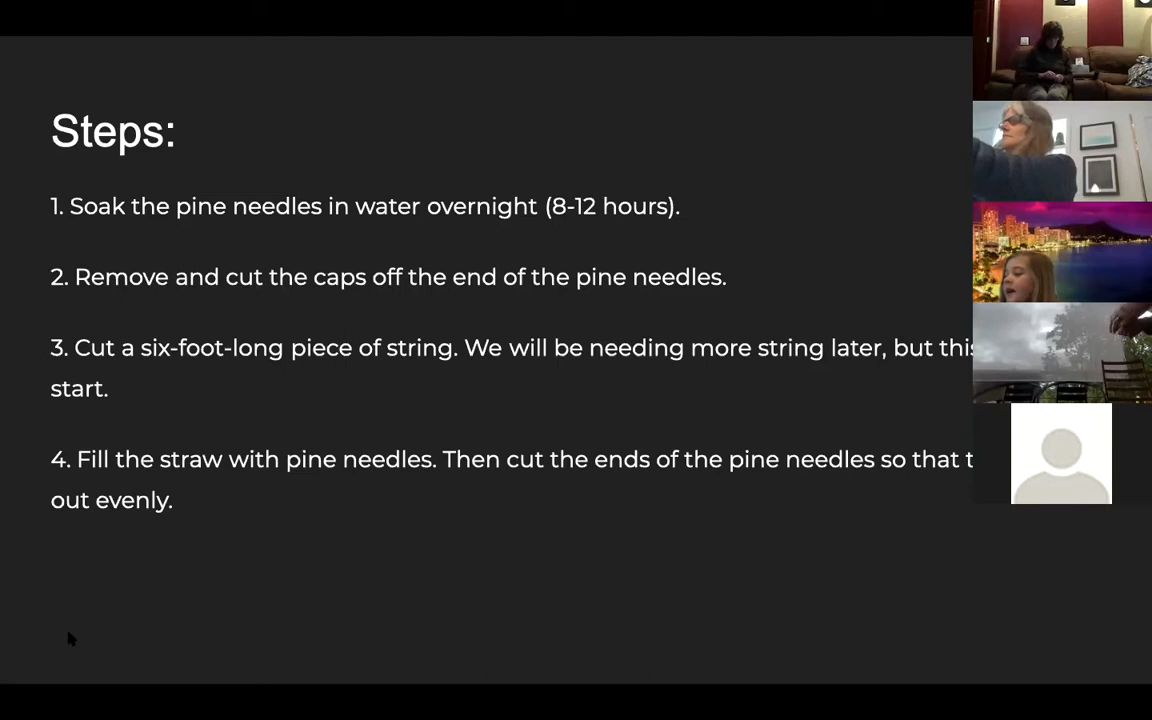 Steps:
1. Soak the pine needles in water overnight (8-12 hours).
2. Remove and cut the caps off the end of the pine needles.
3. Cut a six-foot-long piece of string. We will be needing more string later, but this
start.
4. Fill the straw with pine needles. Then cut the ends of the pine needles so that
out evenly.